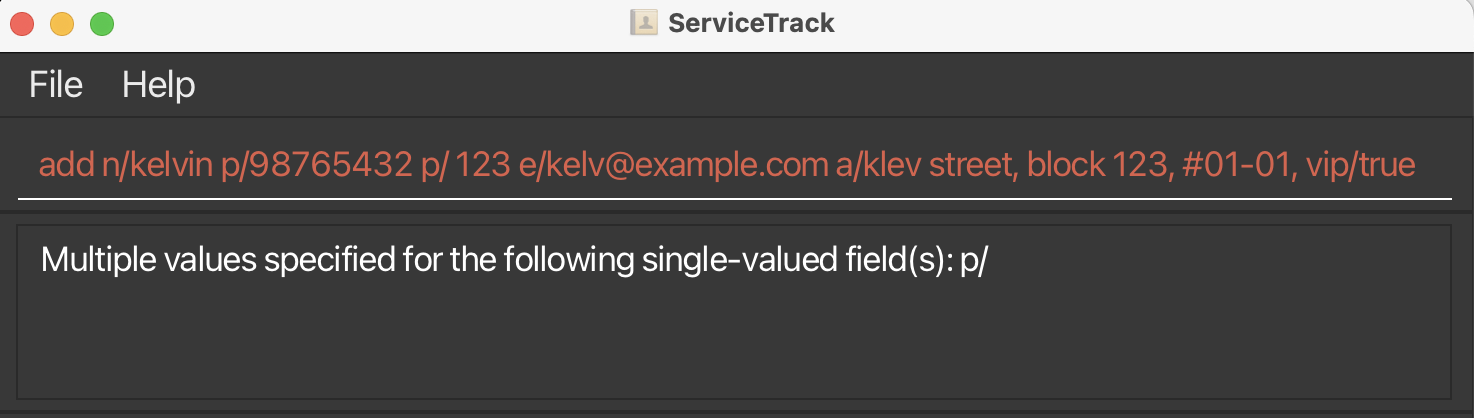 ServiceTrack
File Help
add n/kelvin p/98765432 p/ 123 e/kelv@example.com a/klev street, block 123, #01-01, vip/true
Multiple values specified for the following single-valued field(s): p/